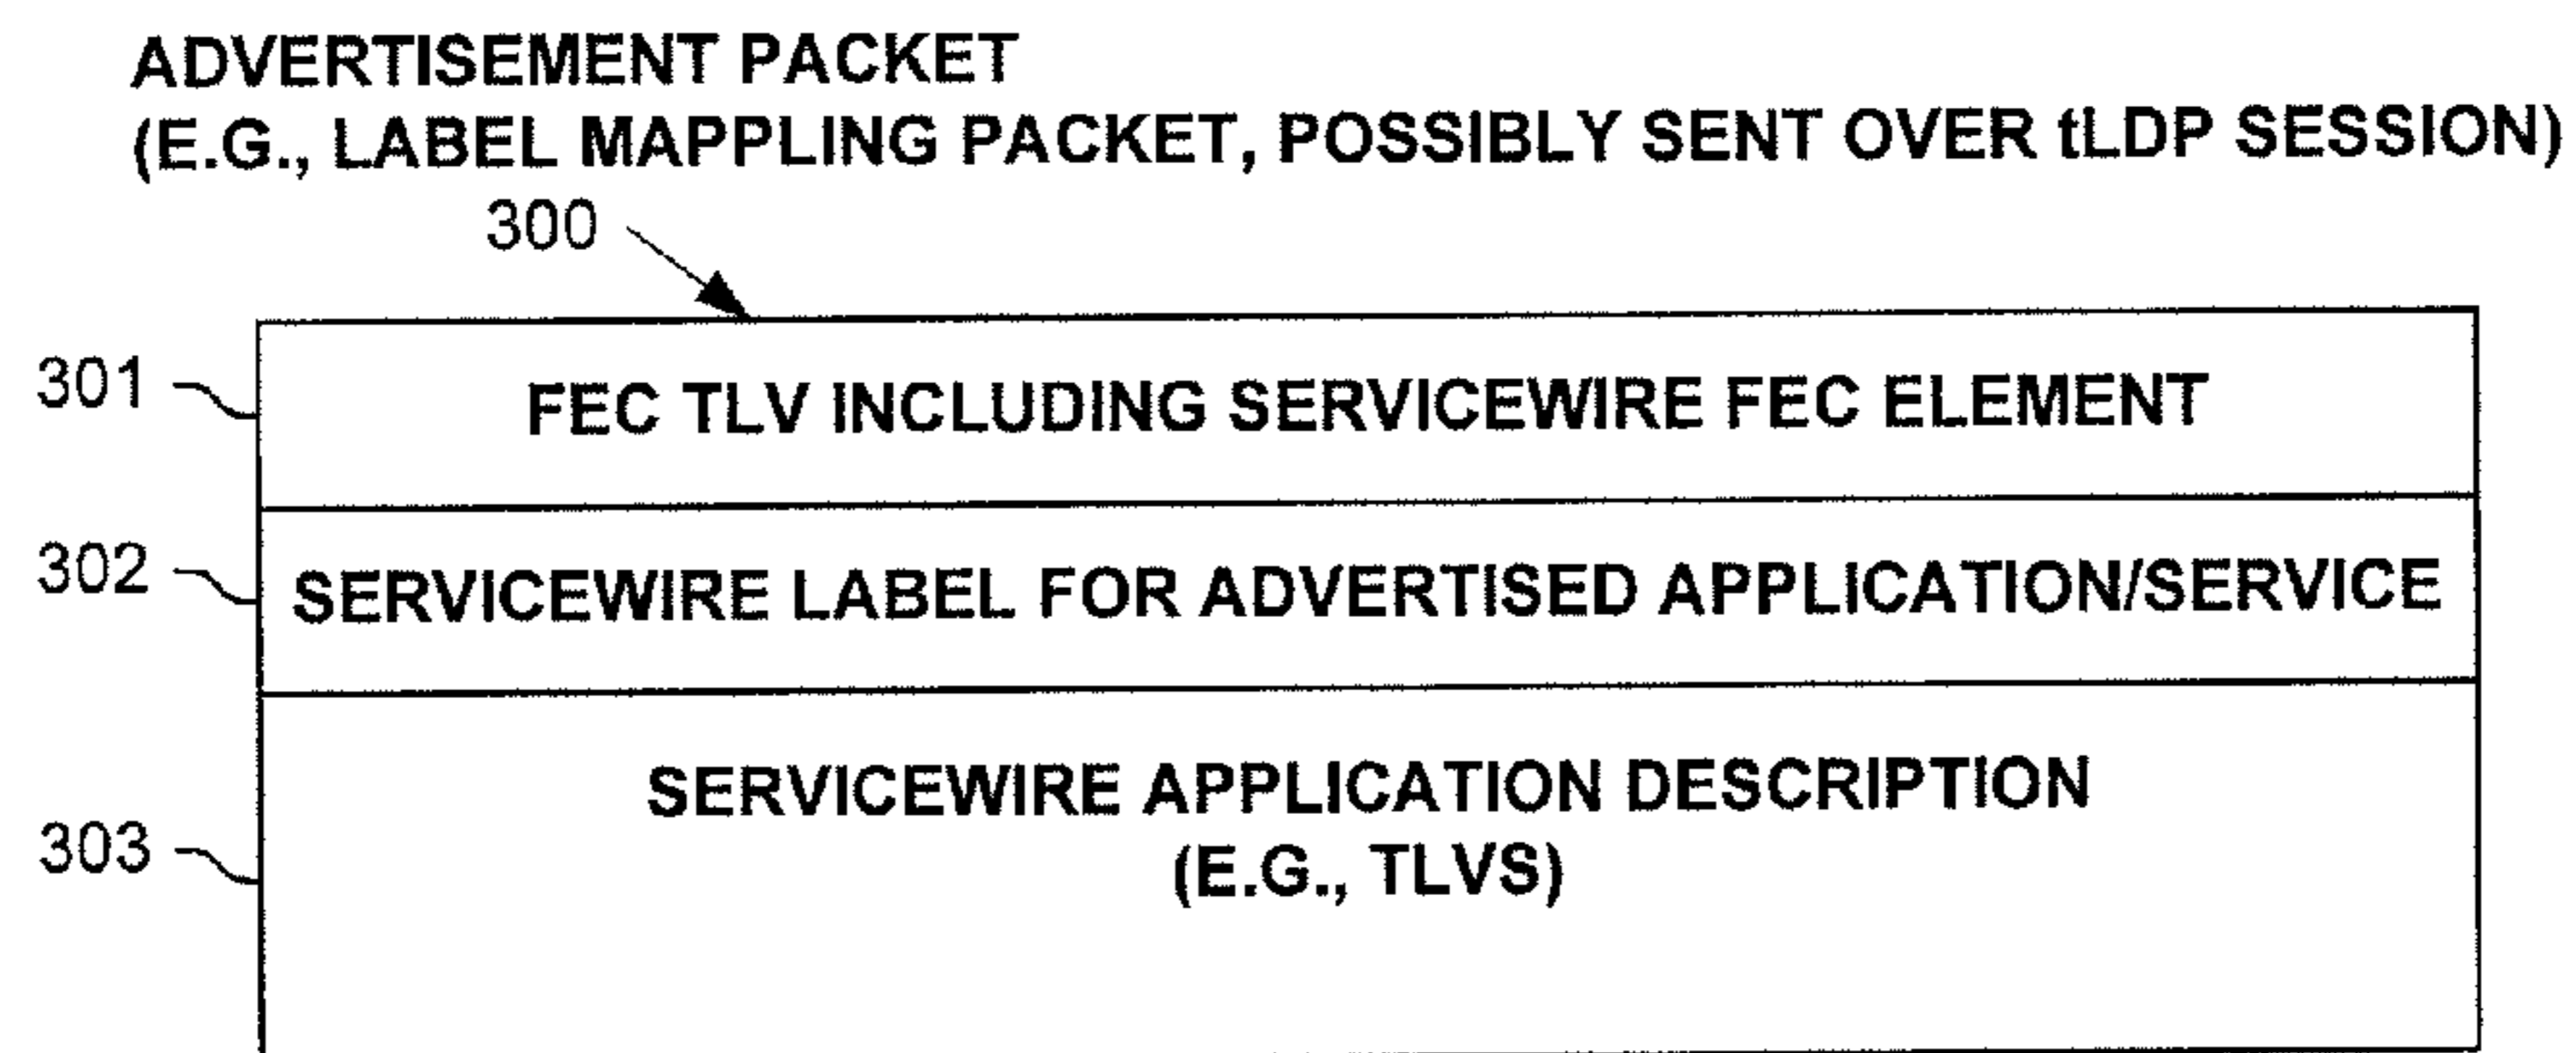 ADVERTISEMENT PACKET
(E.G., LABEL MAPPLING PACKET, POSSIBLY SENT OVER tLDP SESSION)
300
301
FEC TLV INCLUDING SERVICEWIRE FEC ELEMENT
302
SERVICEWIRE LABEL FOR ADVERTISED APPLICATION/SERVICE
303
SERVICEWIRE APPLICATION DESCRIPTION
(E.G., TLVS)